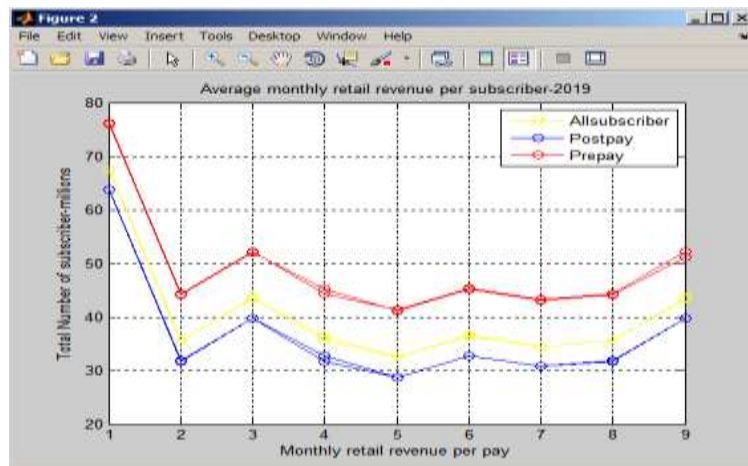 Figure 2
File Edit View Insert Tools Desktop Window Help
Average monthly retail revenue per subscriber-2019
Allsubscriber
Postpay
Prepay
Total Number of subscriber-millions
80
70
60
50
40
30
20
1 2 3 4 5 6 7 8 9
Monthly retail revenue per pay